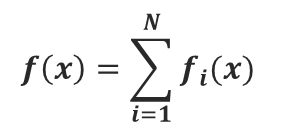 f(x) = ∑_{i=1}^{N} f_i(x)